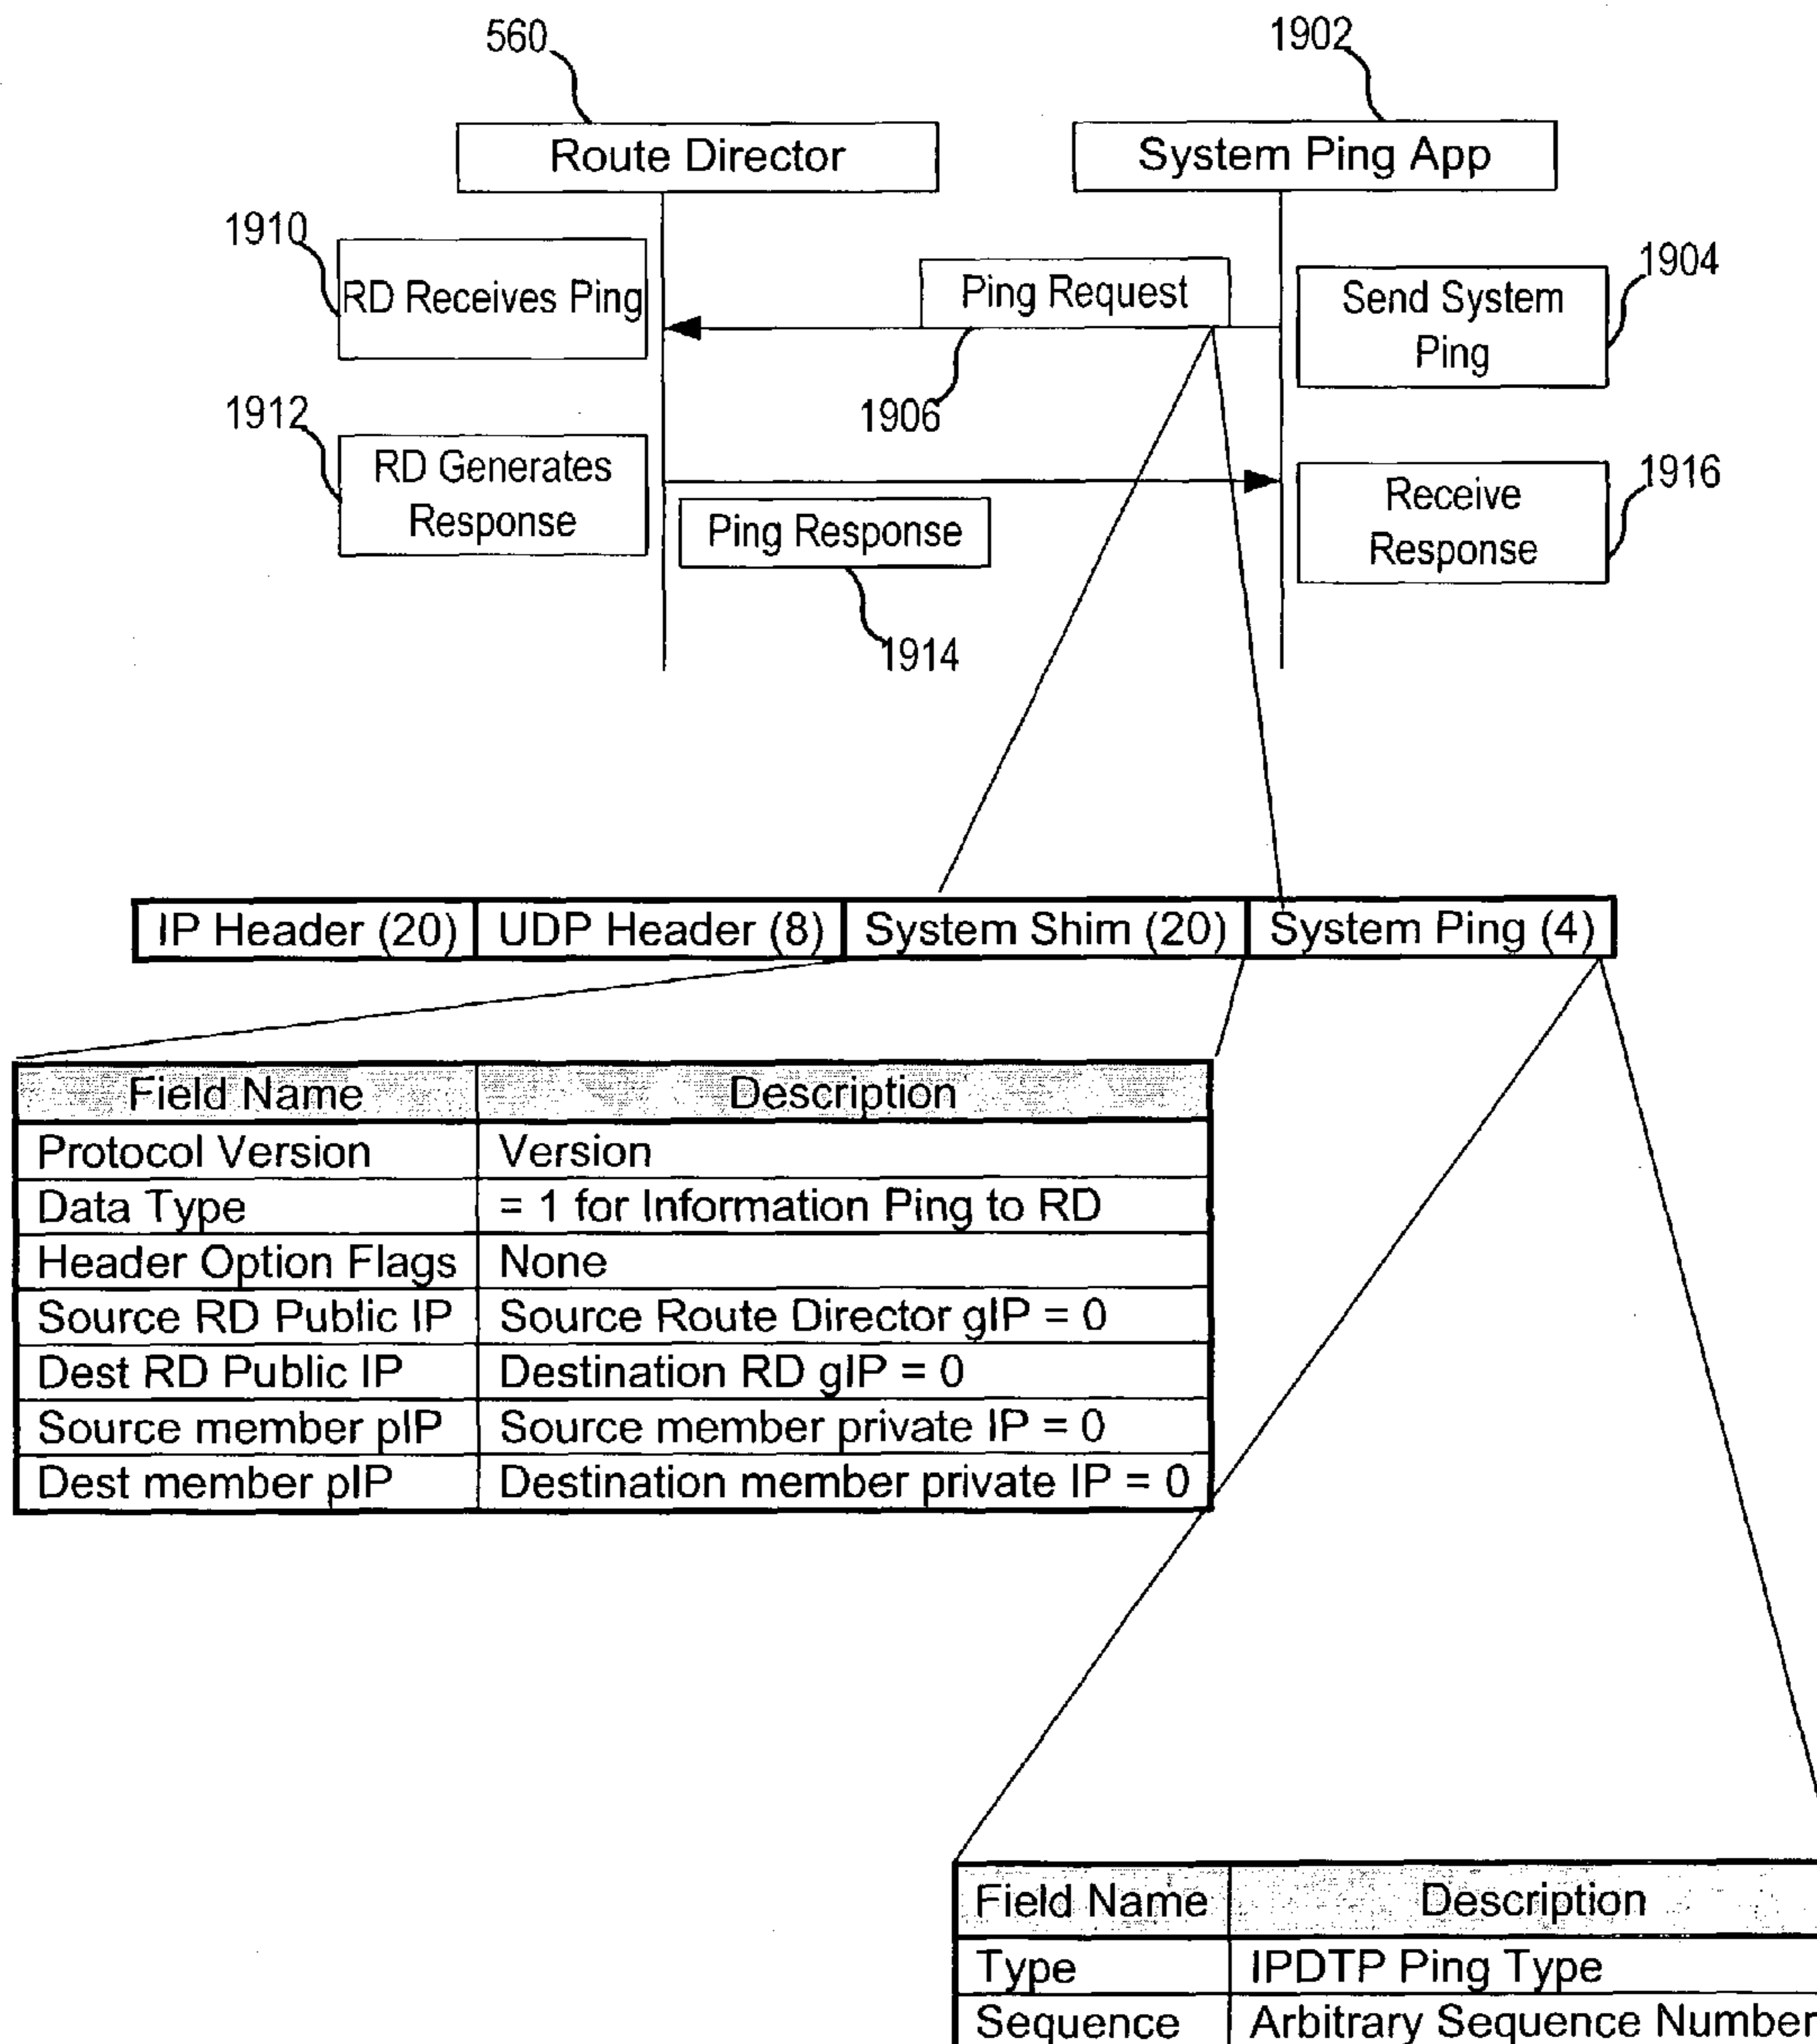 560
1902
Route Director
System Ping App
1910
RD Receives Ping
Ping Request
1904
Send System
Ping
1906
1912
RD Generates
Response
Ping Response
1914
1916
Receive
Response
IP Header (20) UDP Header (8) System Shim (20) System Ping (4)
Field Name Description
Protocol Version Version
Data Type = 1 for Information Ping to RD
Header Option Flags None
Source RD Public IP Source Route Director gIP = 0
Dest RD Public IP Destination RD gIP = 0
Source member pIP Source member private IP = 0
Dest member pIP Destination member private IP = 0
Field Name Description
Type IPDTP Ping Type
Sequence Arbitrary Sequence Number